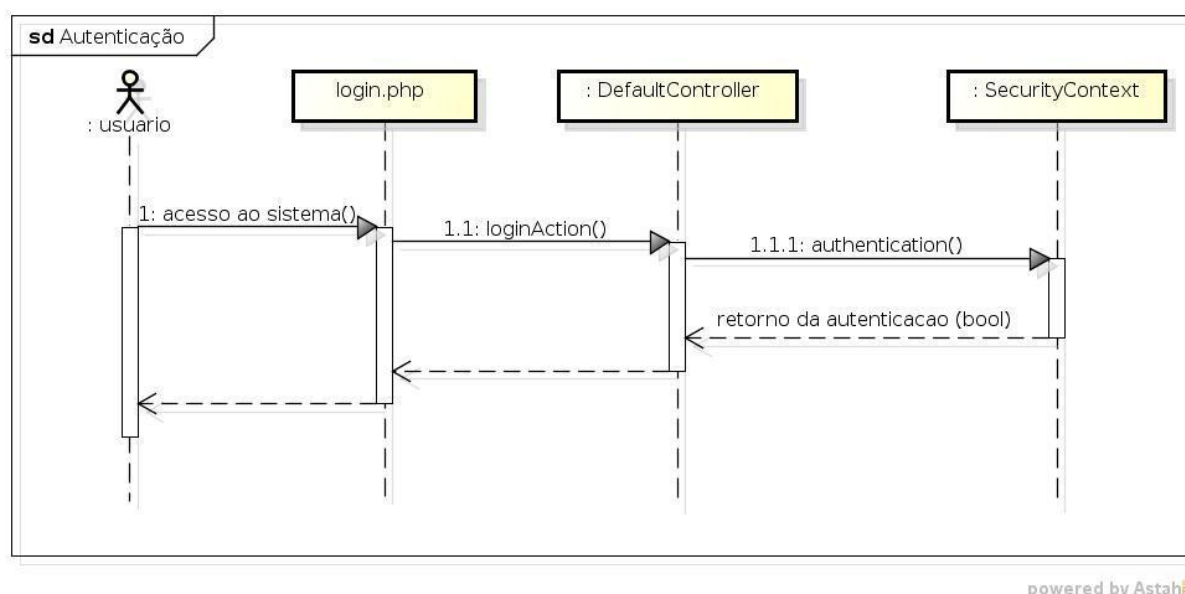 sd Autenticação
: usuario
login.php
: DefaultController
: SecurityContext
1: acesso ao sistema()
1.1: loginAction()
1.1.1: authentication()
retorno da autenticacao (bool)
powered by Astah